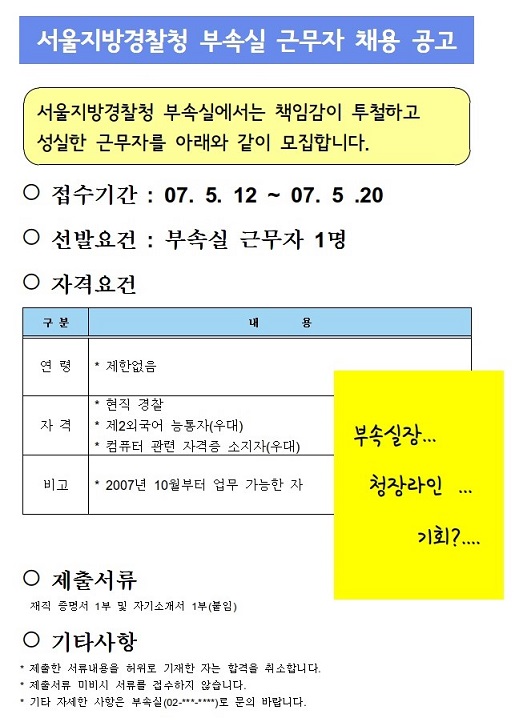 서울지방경찰청 부속실 근무자 채용 공고
서울지방경찰청 부속실에서는 책임감이 투철하고
성실한 근무자를 아래와 같이 모집합니다.
○ 접수기간 : 07. 5. 12 ~ 07. 5 .20
○ 선발요건 : 부속실 근무자 1명
○ 자격요건
구 분 내 용
연 령 * 제한없음
* 현직 경찰
자 격 * 제2외국어 능통자(우대)
* 컴퓨터 관련 자격증 소지자(우대)
비고 * 2007년 10월부터 업무 가능한 자
부속실장...
청장라인 ...
기회?....
○ 제출서류
재직 증명서 1부 및 자기소개서 1부(붙임)
○ 기타사항
* 제출한 서류내용을 허위로 기재한 자는 합격을 취소합니다.
* 제출서류 미비시 서류를 접수하지 않습니다.
* 기타 자세한 사항은 부속실(02-***-****)로 문의 바랍니다.